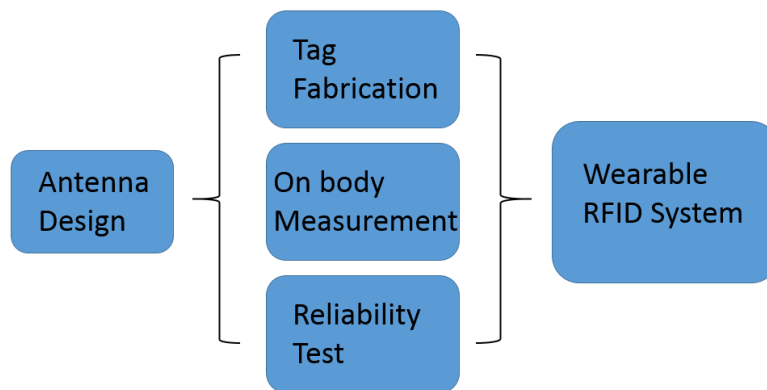 Antenna
Design
Tag
Fabrication
On body
Measurement
Reliability
Test
Wearable
RFID System